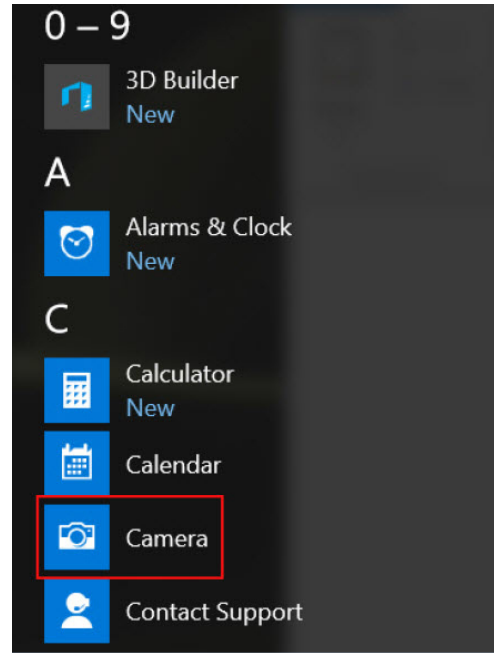 0 – 9
3D Builder
New
A
Alarms & Clock
New
C
Calculator
New
Calendar
Camera
Contact Support